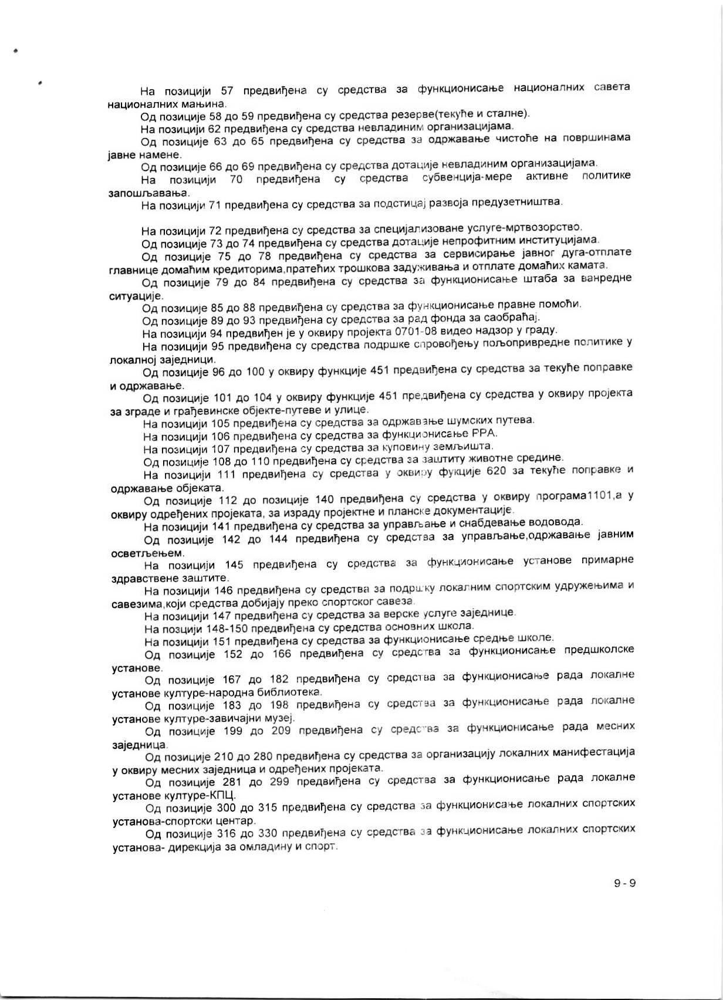 На позицији 57 предвиђена су средства за функционисање националних савета
националних мањина.
Од позиције 58 до 59 предвиђена су средства резерве(текуће и сталне).
На позицији 62 предвиђена су средства невладиним организацијама.
Од позиције 63 до 65 предвиђена су средства за одржавање чистоће на површинама
јавне намене.
Од позиције 66 до 69 предвиђена су средства дотације невладиним организацијама.
На позицији 70 предвиђена су средства субвенција-мере активне политике
запошљавања.
На позицији 71 предвиђена су средства за подстицај развоја предузетништва.
На позицији 72 предвиђена су средства за специјализоване услуге-мртвозорство.
Од позиције 73 до 74 предвиђена су средства дотације непрофитним институцијама.
Од позиције 75 до 78 предвиђена су средства за сервисирање јавног дуга-отплате
главнице домаћим кредиторима,пратећих трошкова задуживања и отплате домаћих камата.
Од позиције 79 до 84 предвиђена су средства за функционисање штаба за ванредне
ситуације.
Од позиције 85 до 88 предвиђена су средства за функционисање правне помоћи.
Од позиције 89 до 93 предвиђена су средства за рад фонда за саобраћај.
На позицији 94 предвиђен је у оквиру пројекта 0701-08 видео надзор у граду.
На позицији 95 предвиђена су средства подршке спровођењу пољопривредне политике у
локалној заједници.
Од позиције 96 до 100 у оквиру функције 451 предвиђена су средства за текуће поправке
и одржавање.
Од позиције 101 до 104 у оквиру функције 451 предвиђена су средства у оквиру пројекта
за зграде и грађевинске објекте-путеве и улице.
На позицији 105 предвиђена су средства за одржавање шумских путева.
На позицији 106 предвиђена су средства за функционисање РРА.
На позицији 107 предвиђена су средства за куповину земљишта.
Од позиције 108 до 110 предвиђена су средства за заштиту животне средине.
На позицији 111 предвиђена су средства у оквиру фукције 620 за текуће поправке и
одржавање објеката.
Од позиције 112 до позиције 140 предвиђена су средства у оквиру програма1101,а у
оквиру одређених пројеката, за израду пројектне и планске документације.
На позицији 141 предвиђена су средства за управљање и снабдевање водовода.
Од позиције 142 до 144 предвиђена су средства за управљање,одржавање јавним
осветљењем.
На позицији 145 предвиђена су средства за функционисање установе примарне
здравствене заштите.
На позицији 146 предвиђена су средства за подршку локалним спортским удружењима и
савезима,који средства добијају преко спортског савеза.
На позицији 147 предвиђена су средства за верске услуге заједнице.
На позцији 148-150 предвиђена су средства основних школа.
На позицији 151 предвиђена су средства за функционисање средње школе.
Од позиције 152 до 166 предвиђена су средства за функционисање предшколске
установе.
Од позиције 167 до 182 предвиђена су средства за функционисање рада локалне
установе културе-народна библиотека.
Од позиције 183 до 198 предвиђена су средства за функционисање рада локалне
установе културе-завичајни музеј.
Од позиције 199 до 209 предвиђена су средства за функционисање рада месних
заједница.
Од позиције 210 до 280 предвиђена су средства за организацију локалних манифестација
у оквиру месних заједница и одређених пројеката.
Од позиције 281 до 299 предвиђена су средства за функционисање рада локалне
установе културе-КПЦ.
Од позиције 300 до 315 предвиђена су средства за функционисање локалних спортских
установа-спортски центар.
Од позиције 316 до 330 предвиђена су средства за функционисање локалних спортских
установа- дирекција за омладину и спорт.
9 - 9